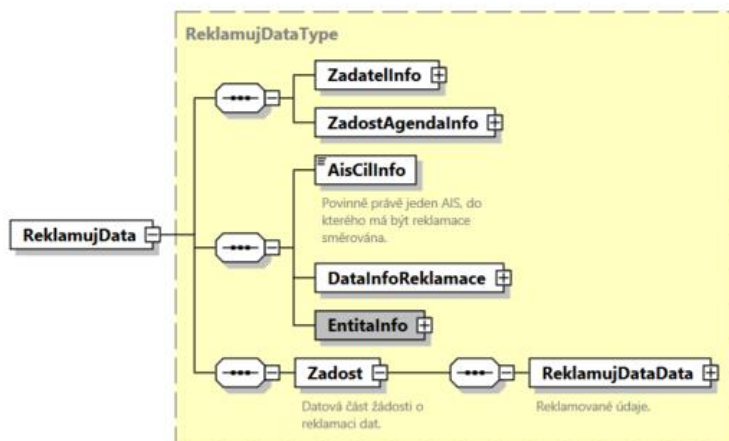 ReklamujDataType
ZadatelInfo
ZadostAgendaInfo
AisCilInfo
Povinně právě jeden AIS, do
kterého má být reklamace
směrována.
ReklamujData
DataInfoReklamace
EntitaInfo
Zadost
ReklamujDataData
Datová část žádosti o
reklamaci dat.
Reklamované údaje.